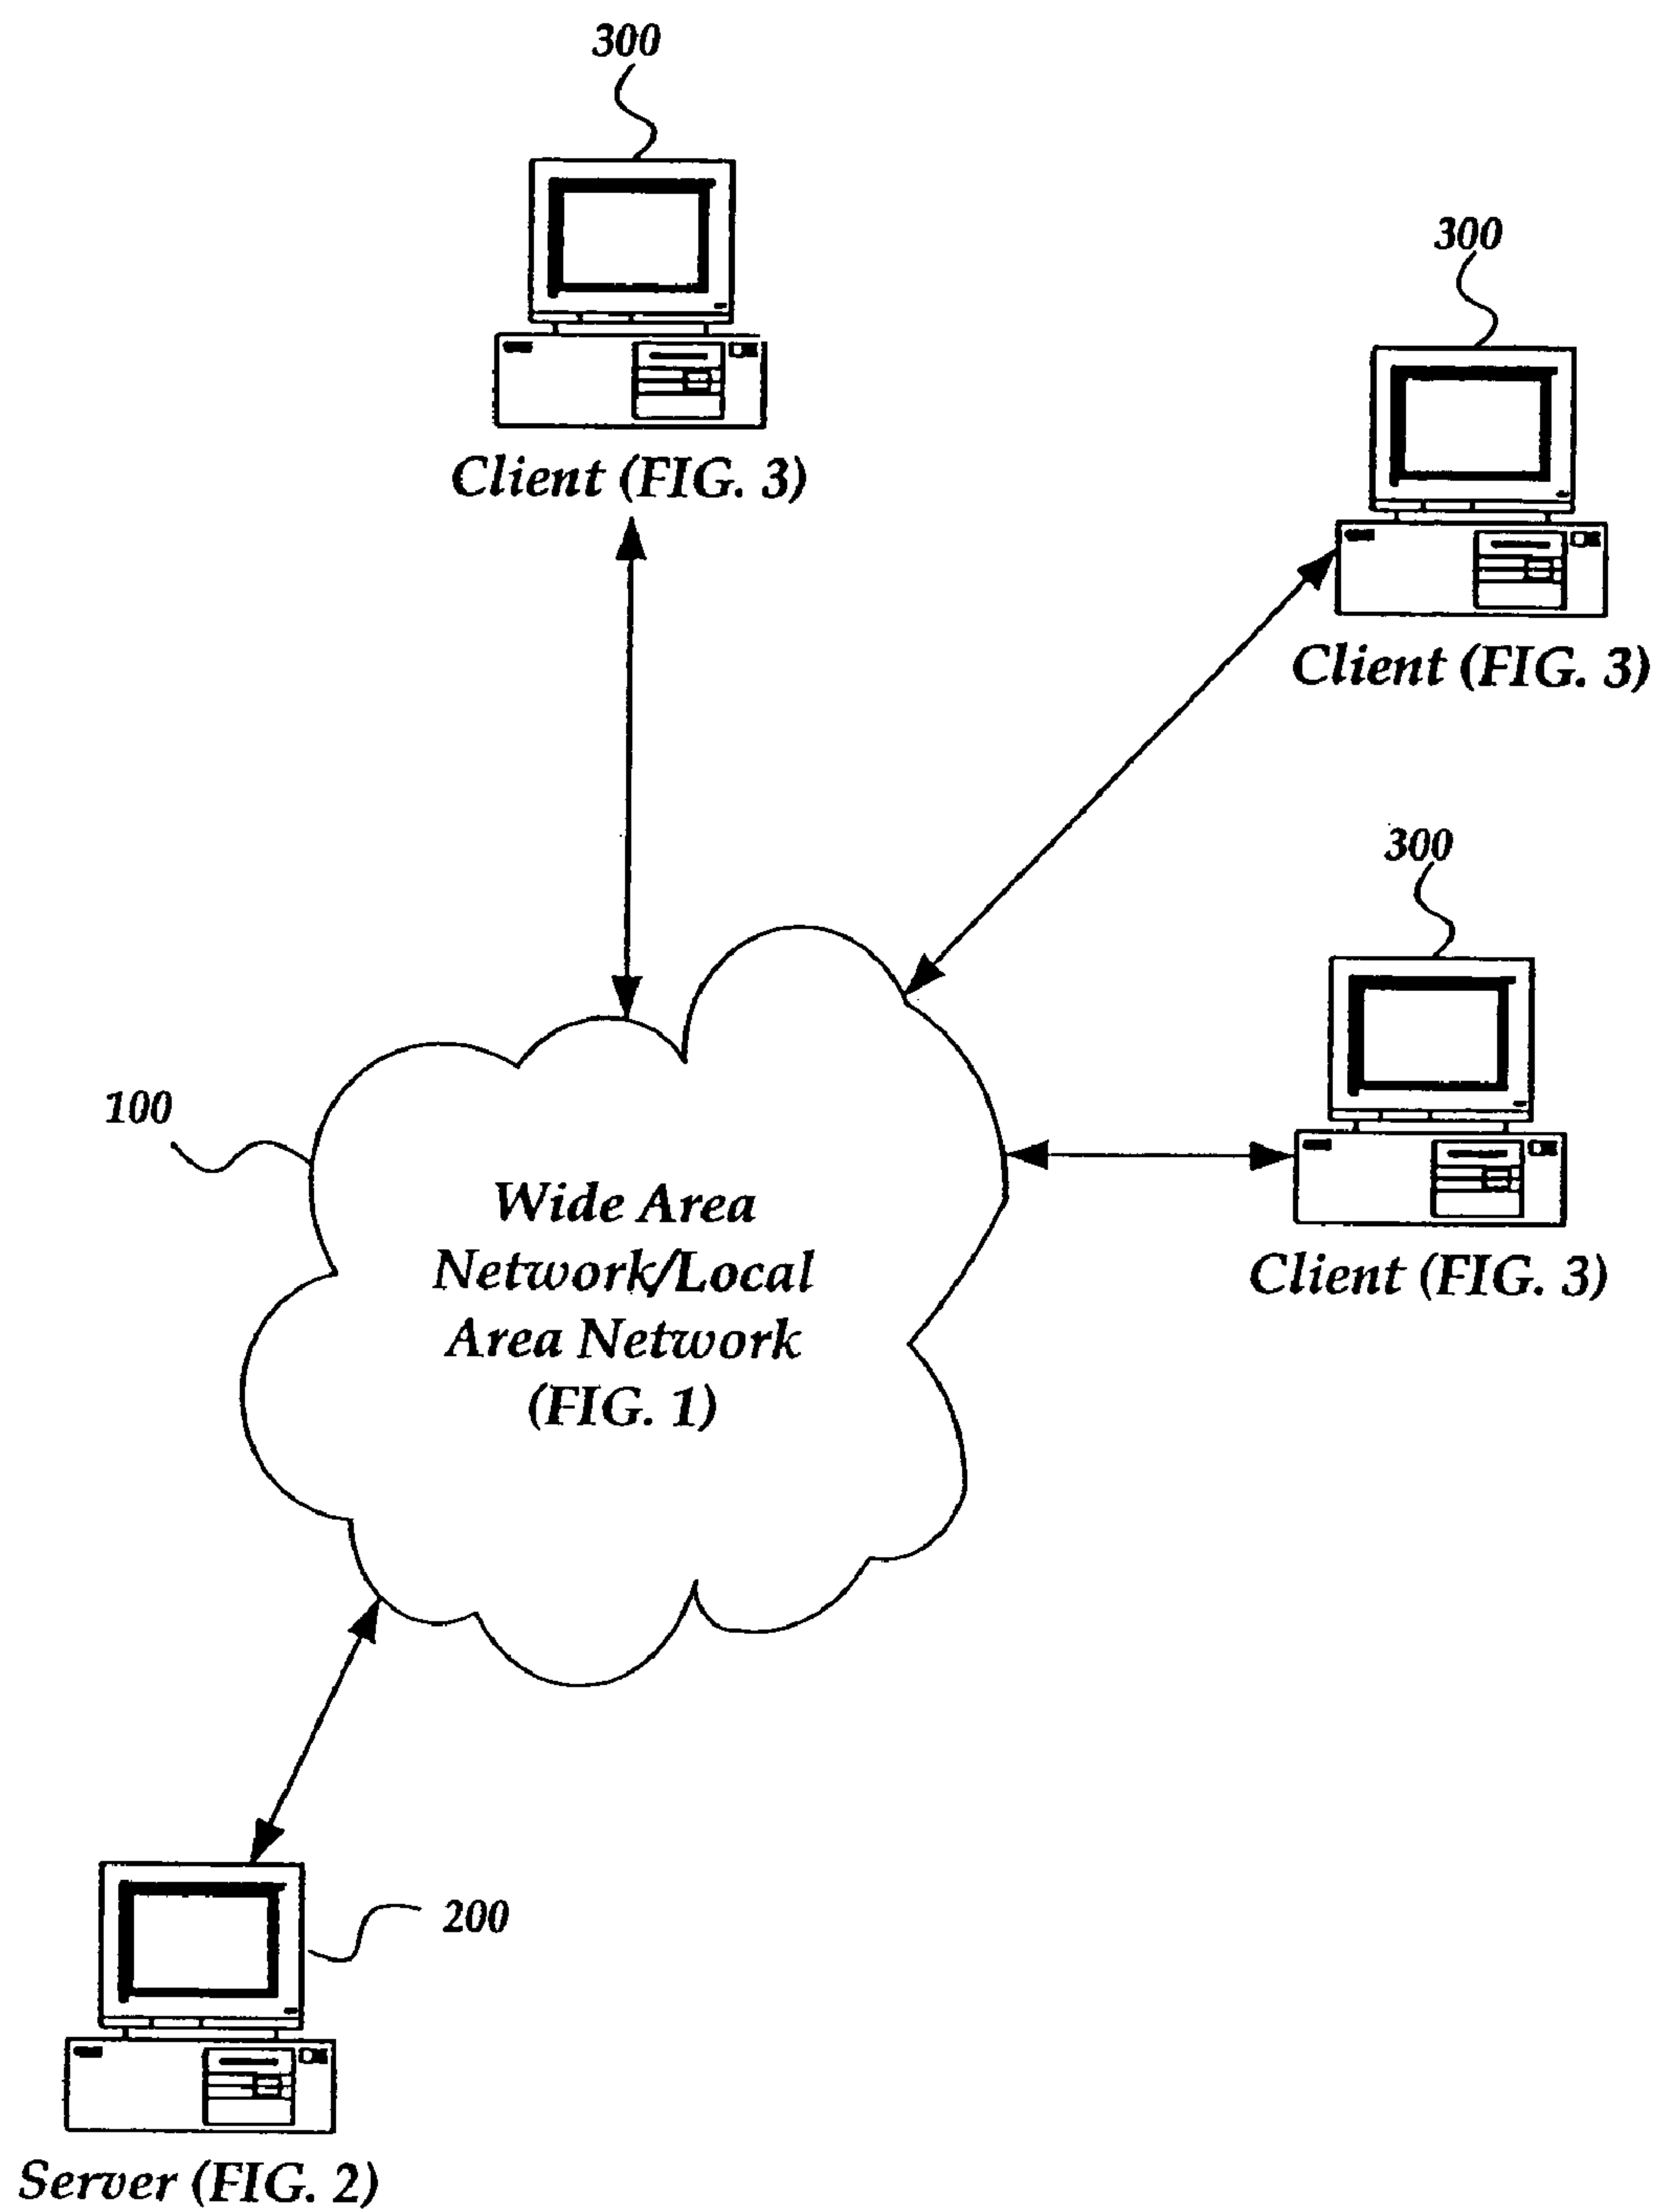 300
Client (FIG. 3)
300
Client (FIG. 3)
300
Client (FIG. 3)
100
Wide Area
Network/Local
Area Network
(FIG. 1)
200
Server (FIG. 2)